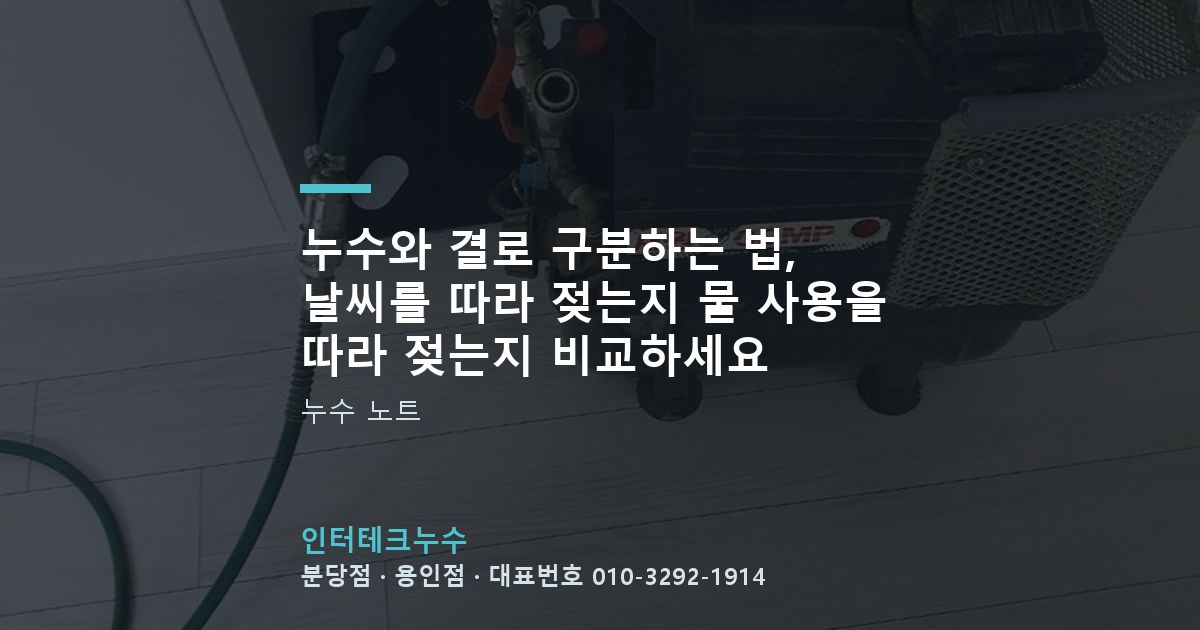 누수와 결로 구분하는 법,
날씨를 따라 젖는지 물 사용을
따라 젖는지 비교하세요
누수 노트
인터테크누수
분당점 · 용인점 · 대표번호 010-3292-1914